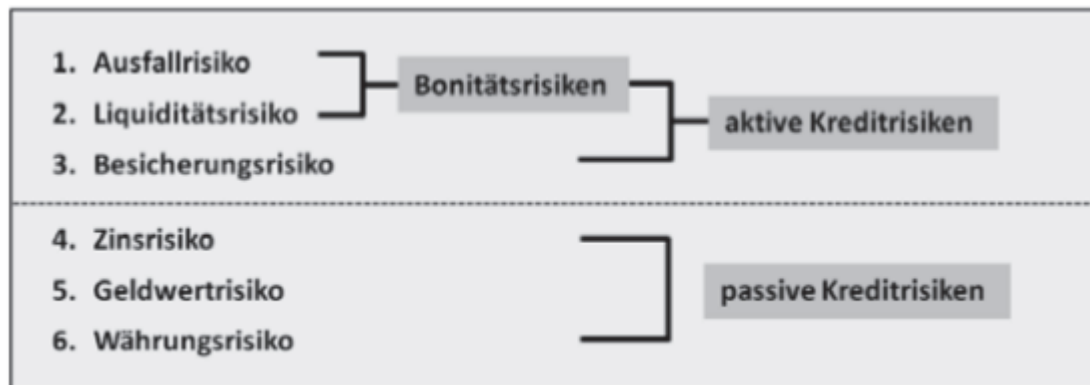 1. Ausfallrisiko
2. Liquiditätsrisiko
Bonitätsrisiken
3. Besicherungsrisiko
aktive Kreditrisiken
4. Zinsrisiko
5. Geldwertrisiko
6. Währungsrisiko
passive Kreditrisiken